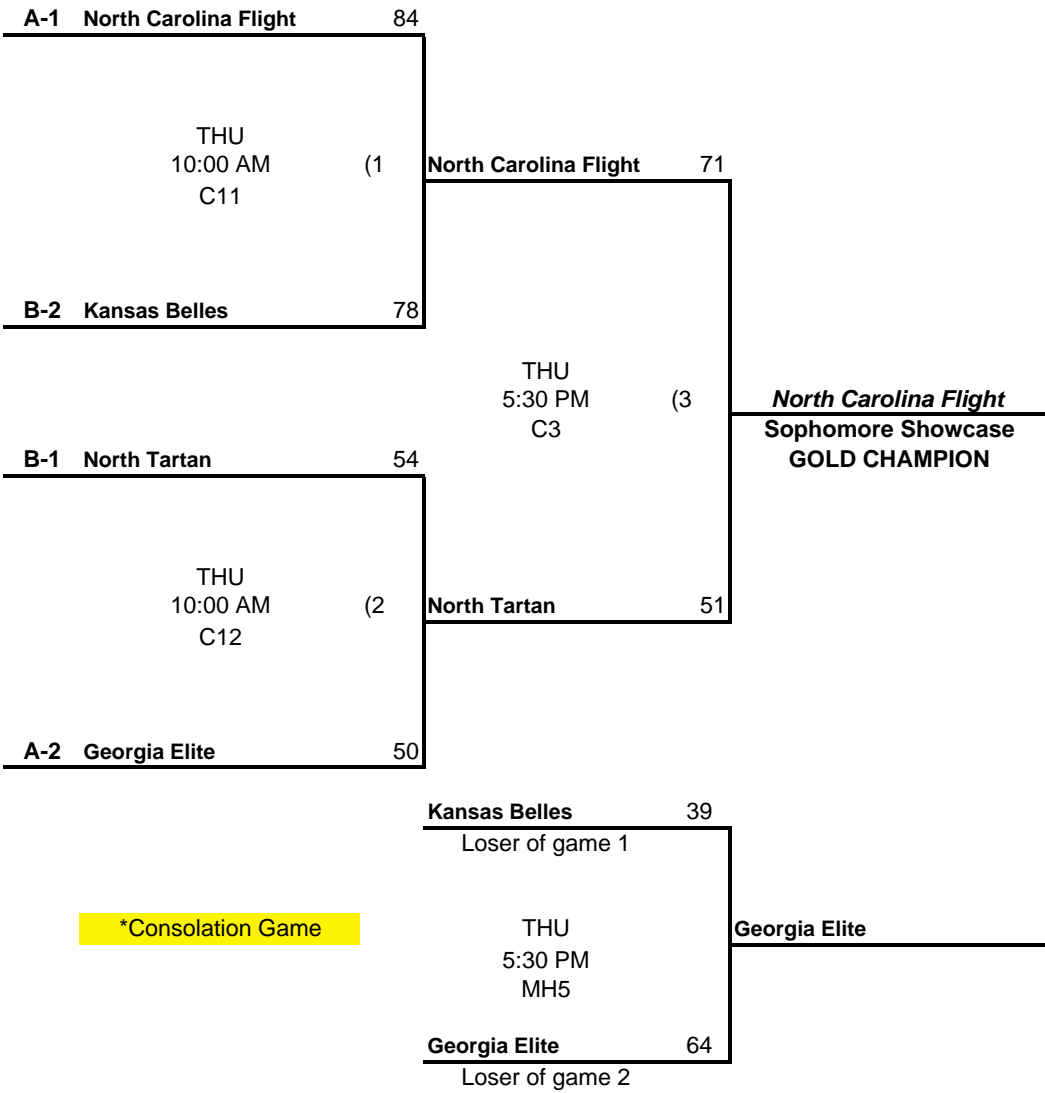 A-1 North Carolina Flight 84
THU
10:00 AM (1 North Carolina Flight 71
C11
B-2 Kansas Belles 78
THU
5:30 PM (3 North Carolina Flight
C3 Sophomore Showcase
B-1 North Tartan 54 GOLD CHAMPION
THU
10:00 AM (2 North Tartan 51
C12
A-2 Georgia Elite 50
Kansas Belles 39
Loser of game 1
*Consolation Game THU Georgia Elite
5:30 PM
MH5
Georgia Elite 64
Loser of game 2